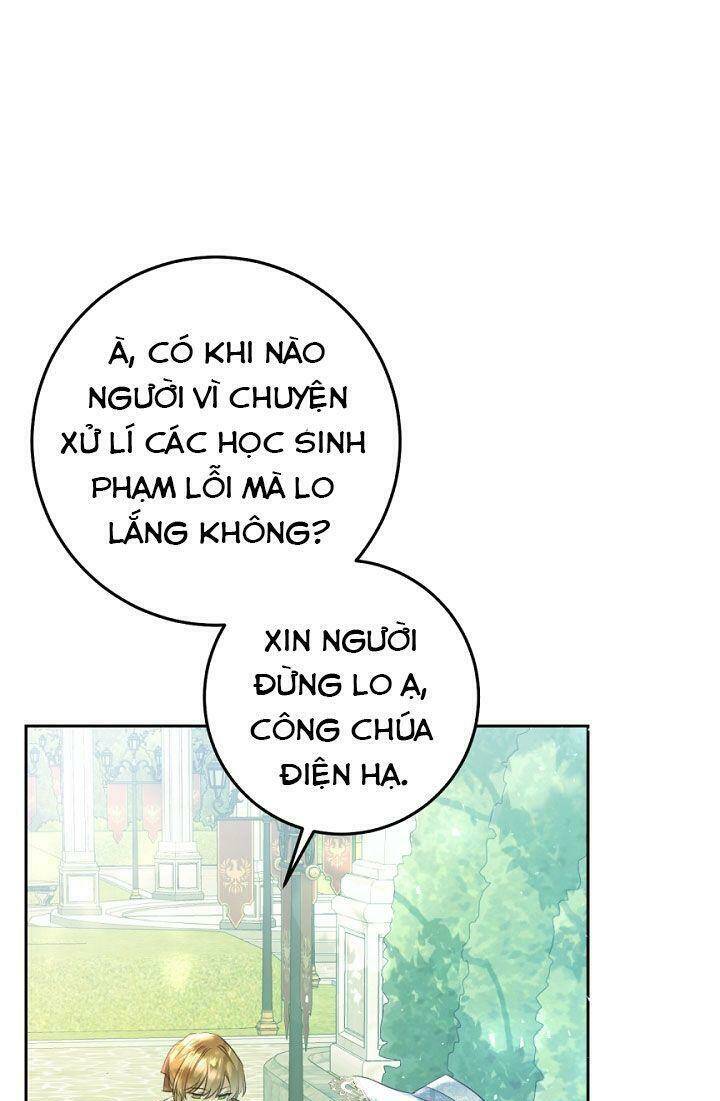 À, CÓ KHI NÀO
NGƯỜI VÌ CHUYỆN
XỬ LÍ CÁC HỌC SINH
PHẠM LỖI MÀ LO
LẮNG KHÔNG?
XIN NGƯỜI
ĐỪNG LO Ạ,
CÔNG CHÚA
ĐIỆN HẠ.